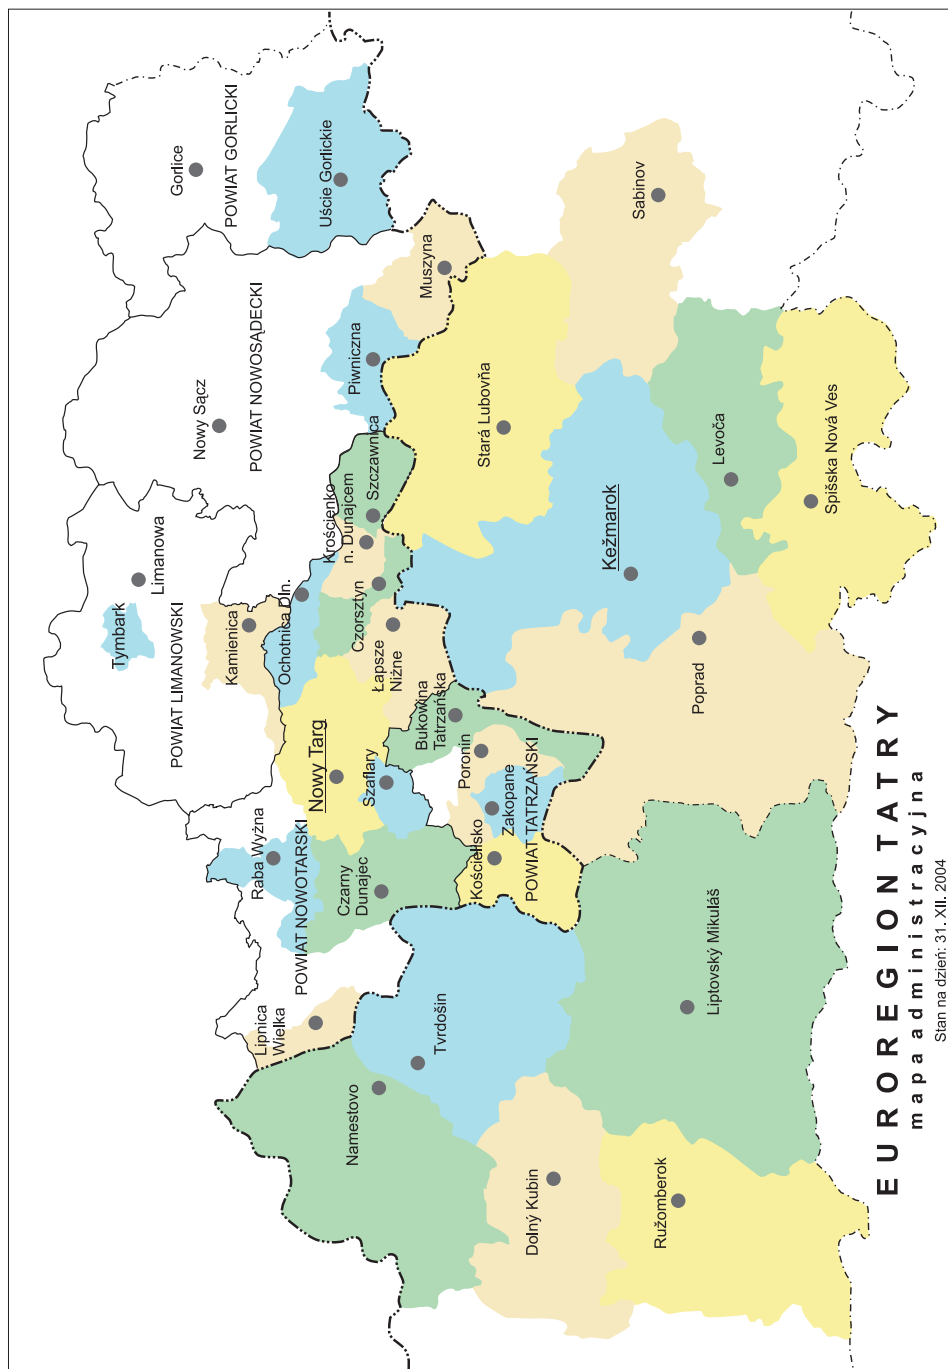 EUROREGION TATRY
mapa administracyjna
Stan na dzień: 31. XII. 2004
Gorlice
POWIAT GORLICKI
Uście Gorlickie
Nowy Sącz
POWIAT NOWOSĄDECKI
Muszyna
Piwniczna
Limanowa
Tymbark
POWIAT LIMANOWSKI
Kamienica
Ochotnica Dln.
Krościenko
n. Dunajcem
Szczawnica
Czorsztyn
Łapsze
Niżne
Nowy Targ
Szaflary
Bukowina
Tatrzańska
Poronin
Zakopane
POWIAT TATRZAŃSKI
Kościelisko
Raba Wyżna
POWIAT NOWOTARSKI
Czarny
Dunajec
Lipnica
Wielka
Sabinov
Stará Lubovňa
Levoča
Spišska Nová Ves
Kežmarok
Poprad
Liptovský Mikuláš
Tvrdošin
Namestovo
Dolný Kubin
Ružomberok